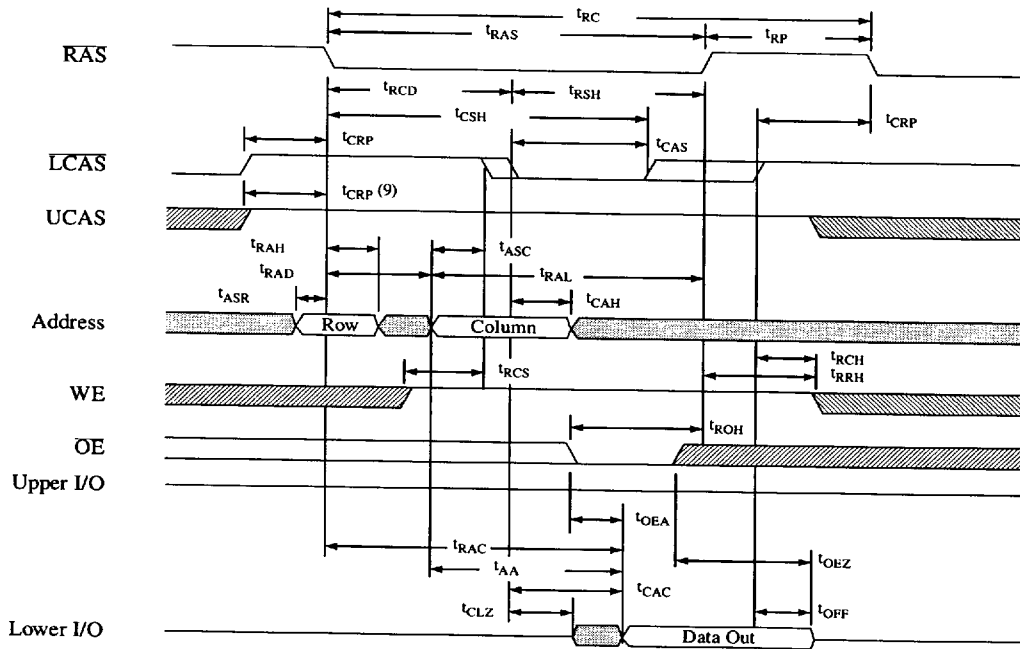 tRC
tRAS
tRP
RAS
tRCD
tRSH
tCSH
tCRP
tCRP
tCAS
LCAS
tCRP (9)
UCAS
tRAH
tASC
tRAD
tRAL
tASR
tCAH
Address
Row
Column
tRCH
tRCS
tRRH
WE
tROH
OE
Upper I/O
tOEA
tRAC
tOEZ
tAA
tCAC
tCLZ
tOFF
Lower I/O
Data Out